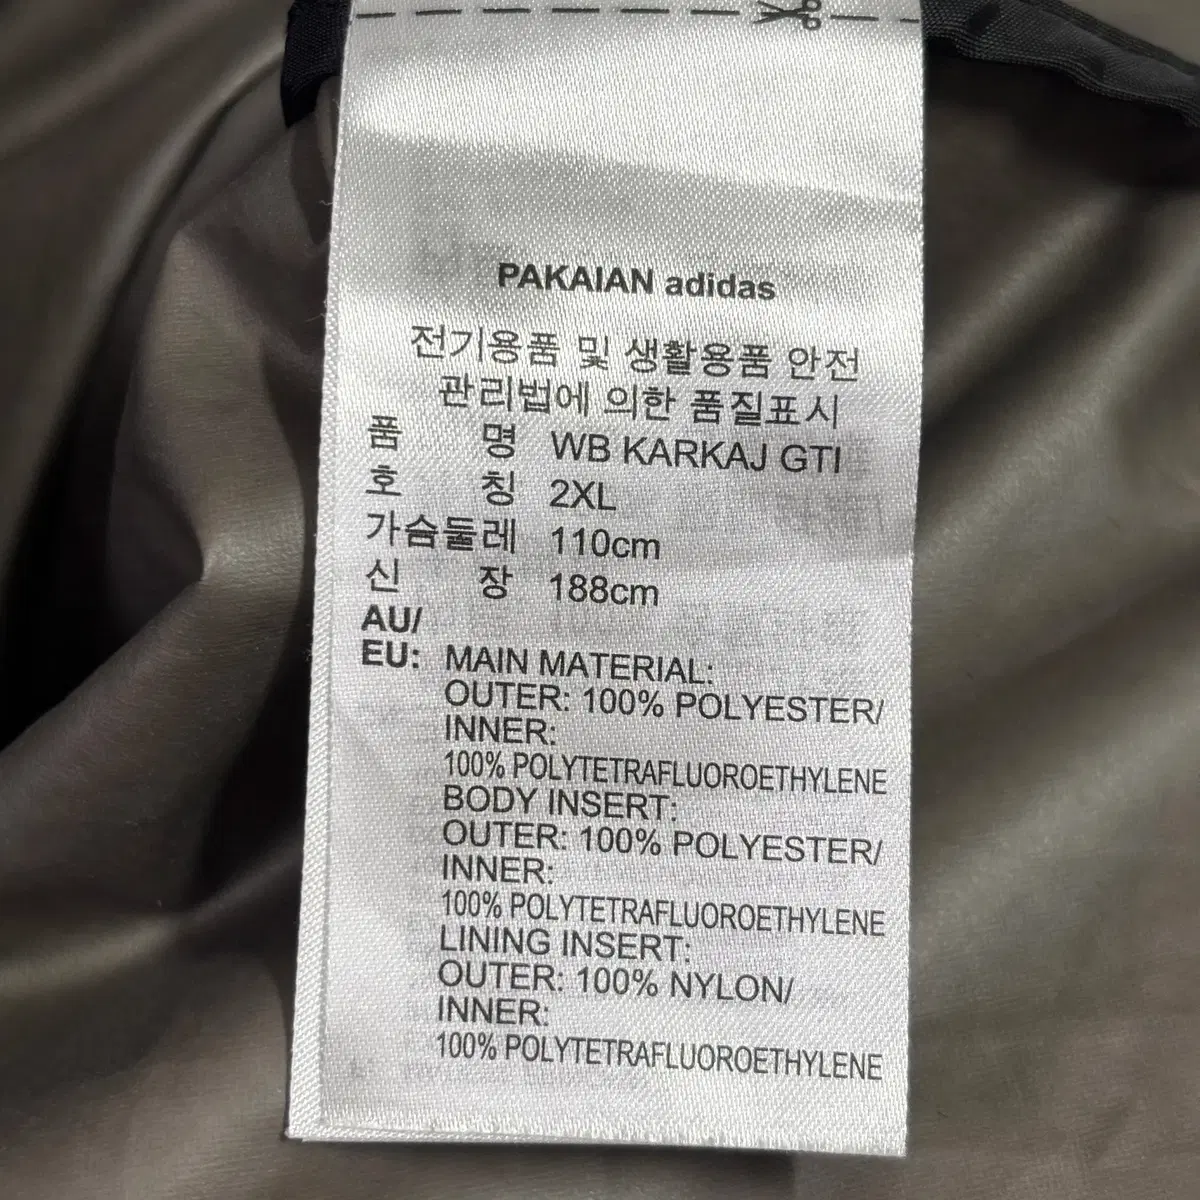 PAKAIAN adidas
전기용품 및 생활용품 안전
관리법에 의한 품질표시
품 명 WB KARKAJ GTI
호 칭 2XL
가슴둘레 110cm
신 장 188cm
AU/
EU: MAIN MATERIAL:
OUTER: 100% POLYESTER/
INNER:
100% POLYTETRAFLUOROETHYLENE
BODY INSERT:
OUTER: 100% POLYESTER/
INNER:
100% POLYTETRAFLUOROETHYLENE
LINING INSERT:
OUTER: 100% NYLON/
INNER:
100% POLYTETRAFLUOROETHYLENE